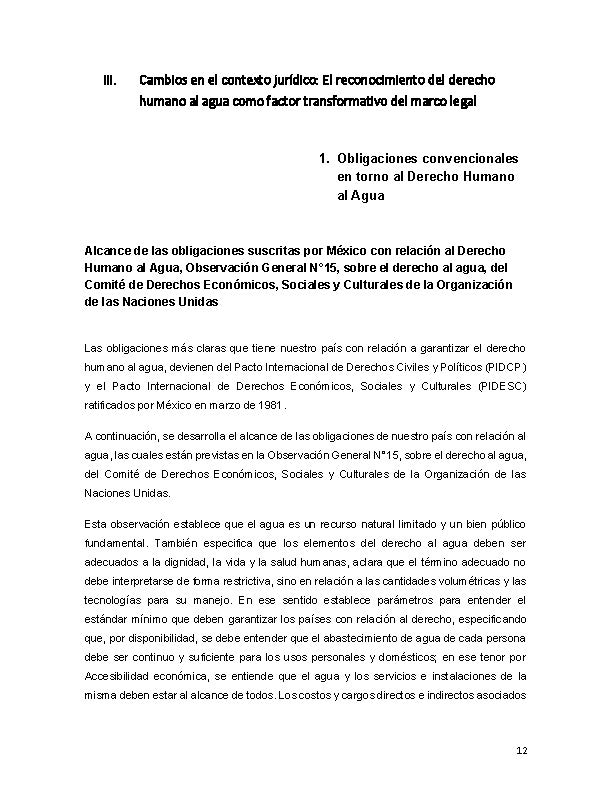 III. Cambios en el contexto jurídico: El reconocimiento del derecho
humano al agua como factor transformativo del marco legal
1. Obligaciones convencionales
en torno al Derecho Humano
al Agua
Alcance de las obligaciones suscritas por México con relación al Derecho
Humano al Agua, Observación General N°15, sobre el derecho al agua, del
Comité de Derechos Económicos, Sociales y Culturales de la Organización
de las Naciones Unidas
Las obligaciones más claras que tiene nuestro país con relación a garantizar el derecho
humano al agua, devienen del Pacto Internacional de Derechos Civiles y Políticos (PIDCP)
y el Pacto Internacional de Derechos Económicos, Sociales y Culturales (PIDESC)
ratificados por México en marzo de 1981.
A continuación, se desarrolla el alcance de las obligaciones de nuestro país con relación al
agua, las cuales están previstas en la Observación General N°15, sobre el derecho al agua,
del Comité de Derechos Económicos, Sociales y Culturales de la Organización de las
Naciones Unidas.
Esta observación establece que el agua es un recurso natural limitado y un bien público
fundamental. También especifica que los elementos del derecho al agua deben ser
adecuados a la dignidad, la vida y la salud humanas, aclara que el término adecuado no
debe interpretarse de forma restrictiva, sino en relación a las cantidades volumétricas y las
tecnologías para su manejo. En ese sentido establece parámetros para entender el
estándar mínimo que deben garantizar los países con relación al derecho, especificando
que, por disponibilidad, se debe entender que el abastecimiento de agua de cada persona
debe ser continuo y suficiente para los usos personales y domésticos; en ese tenor por
Accesibilidad económica, se entiende que el agua y los servicios e instalaciones de la
misma deben estar al alcance de todos. Los costos y cargos directos e indirectos asociados
12